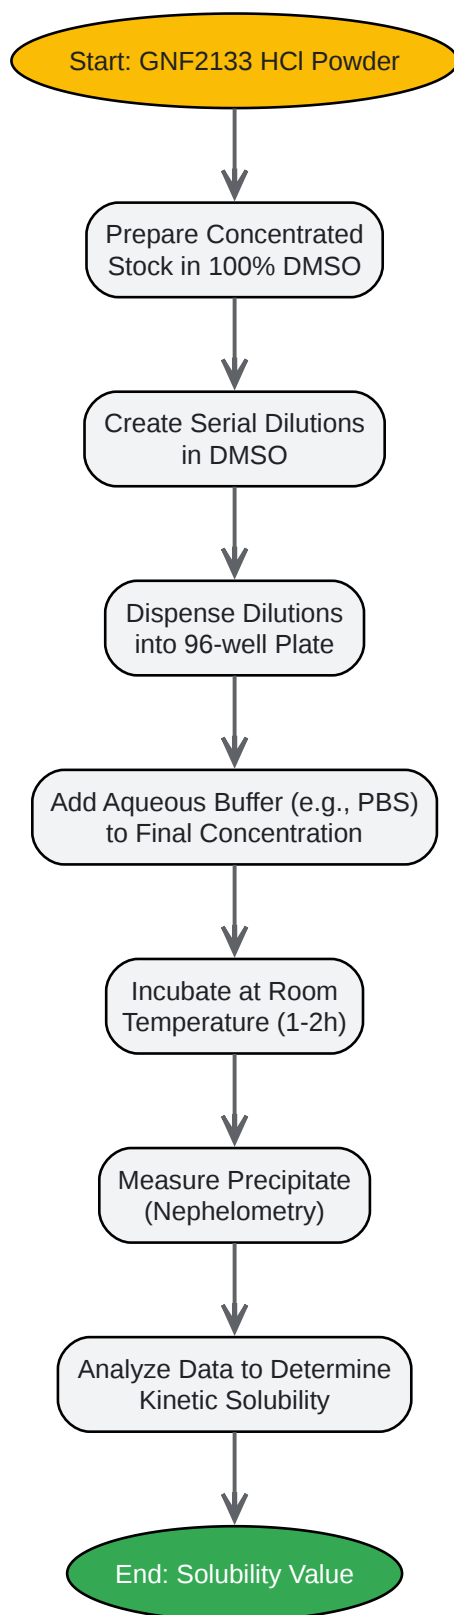 Start: GNF2133 HCl Powder
Prepare Concentrated
Stock in 100% DMSO
Create Serial Dilutions
in DMSO
Dispense Dilutions
into 96-well Plate
Add Aqueous Buffer (e.g., PBS)
to Final Concentration
Incubate at Room
Temperature (1-2h)
Measure Precipitate
(Nephelometry)
Analyze Data to Determine
Kinetic Solubility
End: Solubility Value